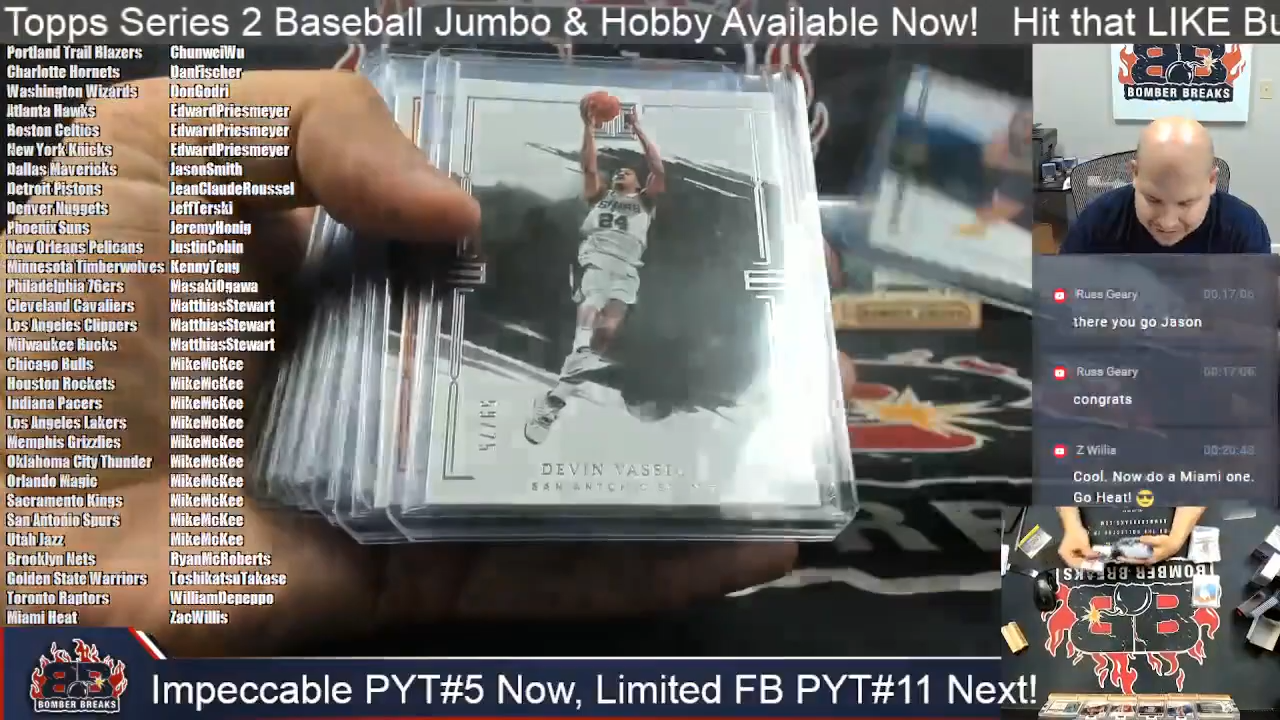 Topps Series 2 Baseball Jumbo & Hobby Available Now! Hit that LIKE Bu
Portland Trail Blazers ChunweiWu
Charlotte Hornets DanFischer
Washington Wizards DonGodri
Atlanta Hawks EdwardPriesmeyer
Boston Celtics EdwardPriesmeyer
New York Knicks EdwardPriesmeyer
Dallas Mavericks JasonSmith
Detroit Pistons JeanClaudeRoussel
Denver Nuggets JeffTerski
Phoenix Suns JeremyHonig
New Orleans Pelicans JustinCobin
Minnesota Timberwolves KennyTeng
Philadelphia 76ers MasakiOgawa
Cleveland Cavaliers MatthiasStewart
Los Angeles Clippers MatthiasStewart
Milwaukee Bucks MatthiasStewart
Chicago Bulls MikeMcKee
Houston Rockets MikeMcKee
Indiana Pacers MikeMcKee
Los Angeles Lakers MikeMcKee
Memphis Grizzlies MikeMcKee
Oklahoma City Thunder MikeMcKee
Orlando Magic MikeMcKee
Sacramento Kings MikeMcKee
San Antonio Spurs MikeMcKee
Utah Jazz MikeMcKee
Brooklyn Nets RyanMcRoberts
Golden State Warriors ToshikatsuTakase
Toronto Raptors WilliamDepeppo
Miami Heat ZacWillis
SPURS
24
DEVIN VASSELL
SAN ANTONIO SPURS
BOMBER BREAKS
Russ Geary 00:17:06
there you go Jason
Russ Geary 00:17:06
congrats
Z Willis 00:20:43
Cool. Now do a Miami one.
Go Heat! 😎
BOMBER BREAKS
BOMBER BREAKS
Impeccable PYT#5 Now, Limited FB PYT#11 Next!